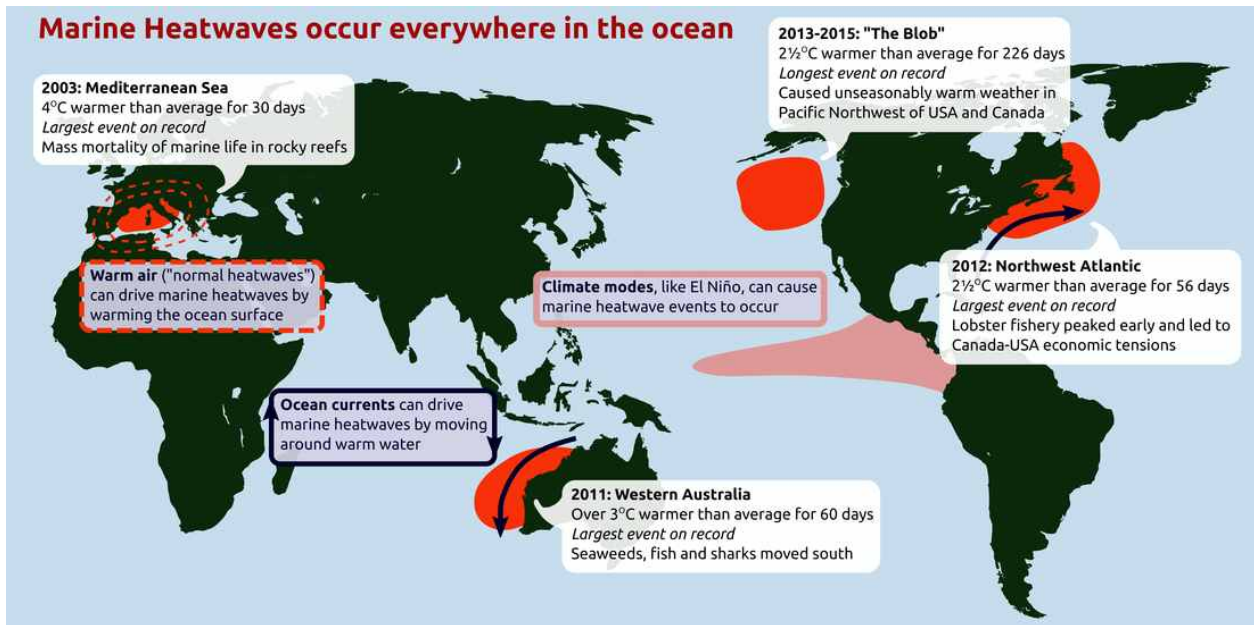 Marine Heatwaves occur everywhere in the ocean
2013-2015: "The Blob"
2½°C warmer than average for 226 days
Longest event on record
Caused unseasonably warm weather in
Pacific Northwest of USA and Canada
2003: Mediterranean Sea
4°C warmer than average for 30 days
Largest event on record
Mass mortality of marine life in rocky reefs
Warm air ("normal heatwaves")
can drive marine heatwaves by
warming the ocean surface
Climate modes, like El Niño, can cause
marine heatwave events to occur
2012: Northwest Atlantic
2½°C warmer than average for 56 days
Largest event on record
Lobster fishery peaked early and led to
Canada-USA economic tensions
Ocean currents can drive
marine heatwaves by moving
around warm water
2011: Western Australia
Over 3°C warmer than average for 60 days
Largest event on record
Seaweeds, fish and sharks moved south